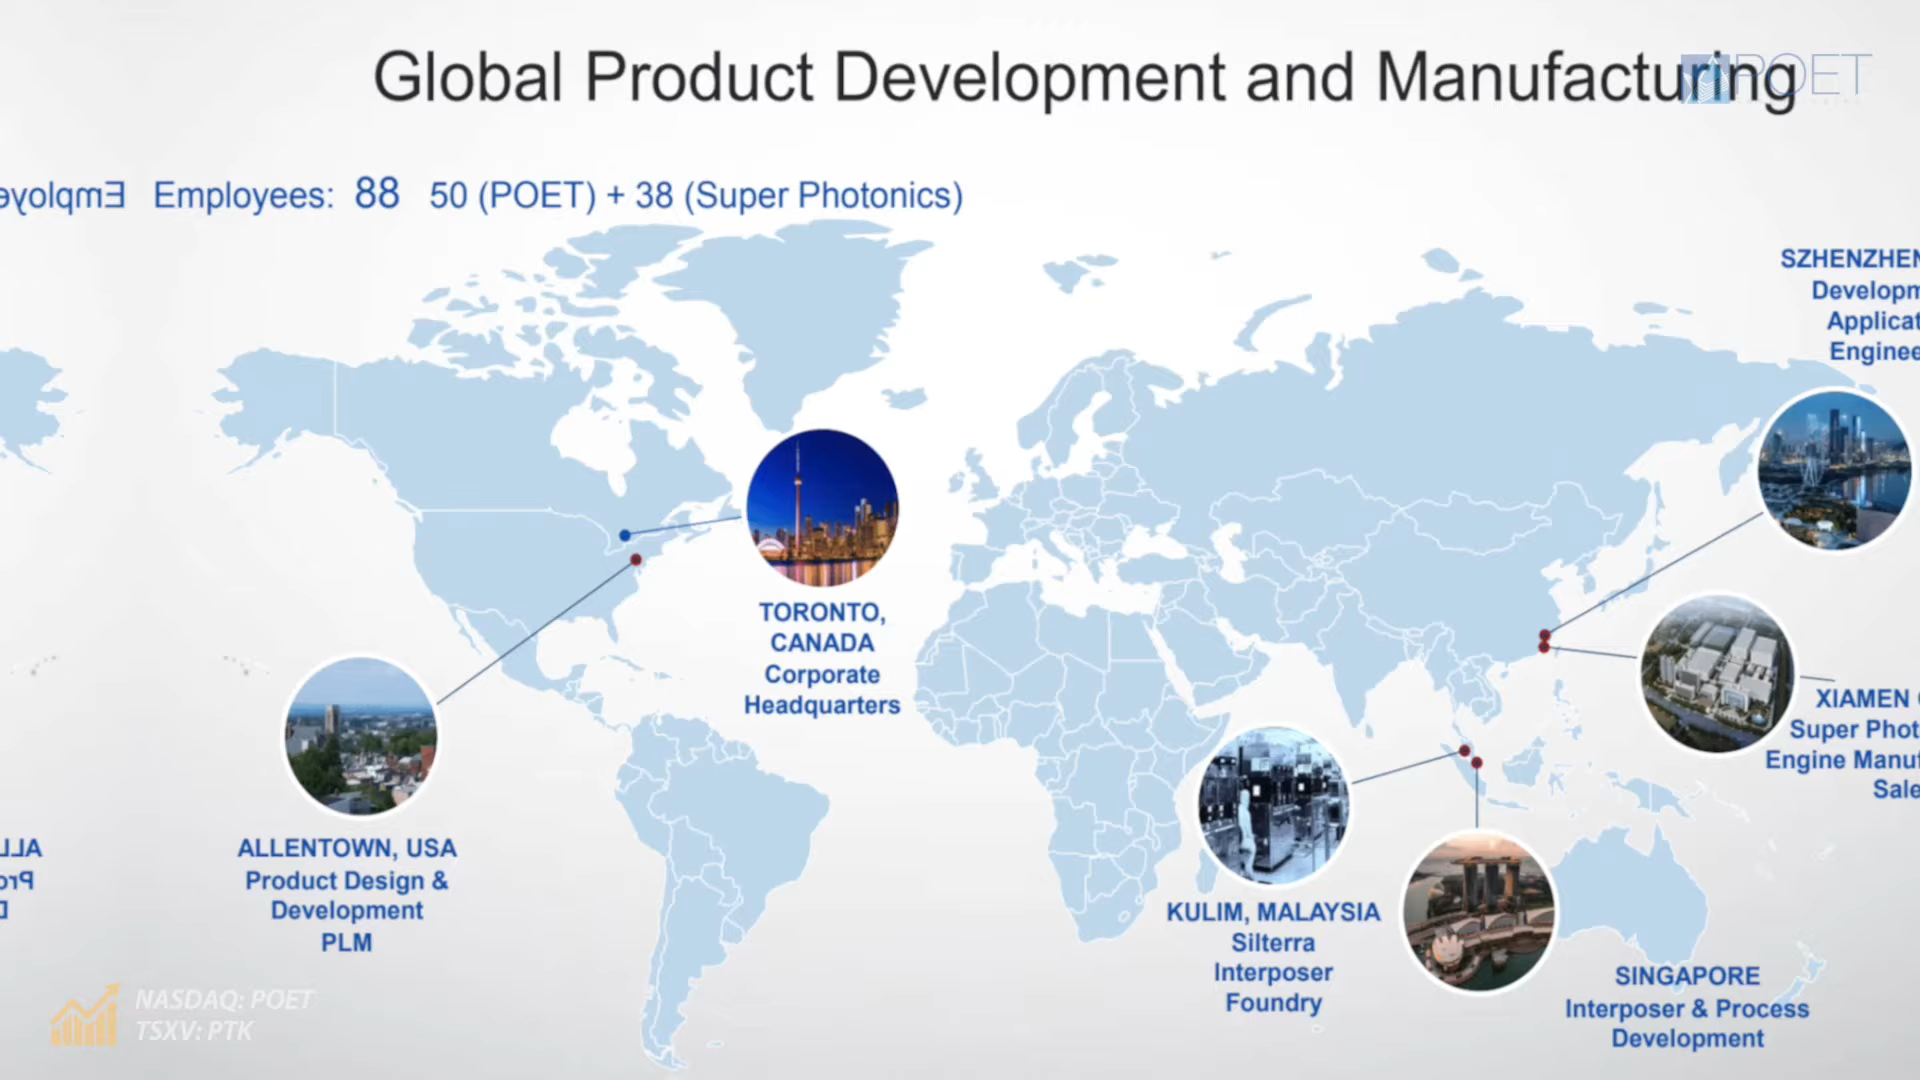 Global Product Development and Manufacturing
POET
Employees: 88 50 (POET) + 38 (Super Photonics)
SZHENZHEN
TORONTO,
CANADA
Corporate
Headquarters
XIAMEN
Super
Engine
ALLENTOWN, USA
Product Design &
Development
PLM
KULIM, MALAYSIA
Silterra
Interposer
Foundry
SINGAPORE
Interposer & Process
Development
NASDAQ: POET
TSXV: PTK